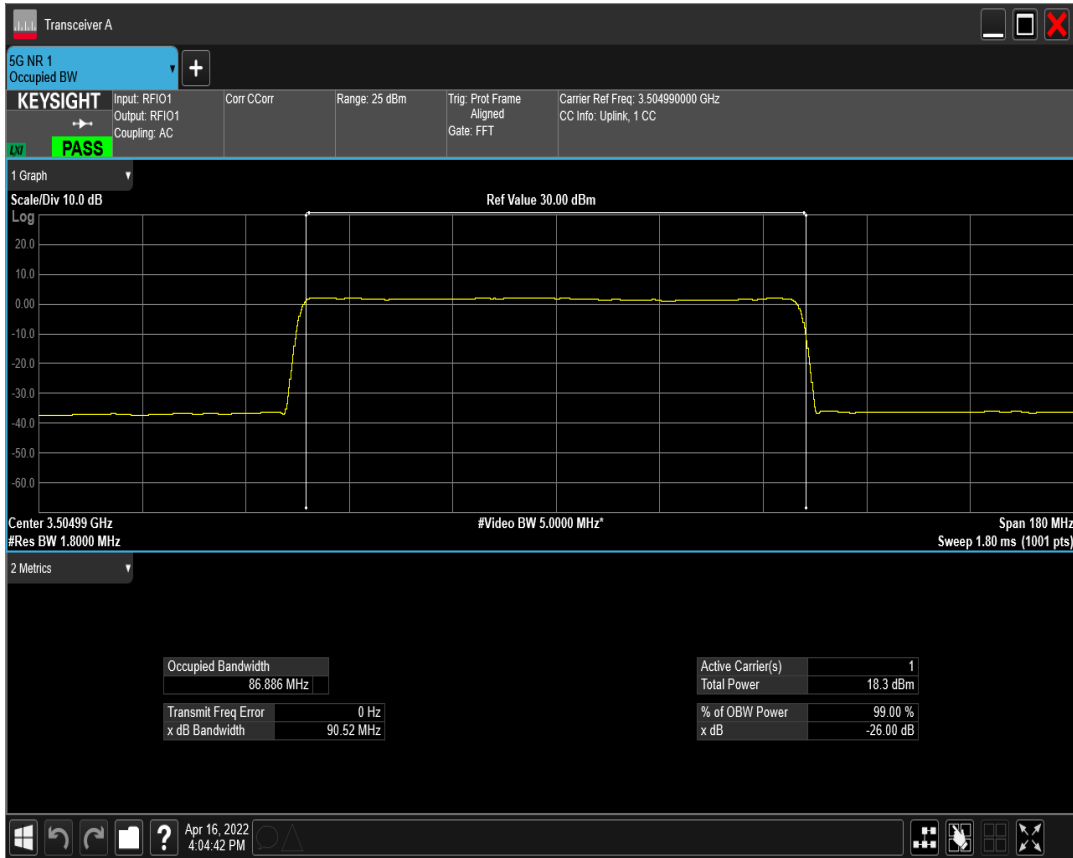 Transceiver A
5G NR 1
Occupied BW
KEYSIGHT
LXI
PASS
Input: RFIO1
Output: RFIO1
Coupling: AC
Corr CCorr
Range: 25 dBm
Trig: Prot Frame
Aligned
Gate: FFT
Carrier Ref Freq: 3.504990000 GHz
CC Info: Uplink, 1 CC
1 Graph
Scale/Div 10.0 dB
Ref Value 30.00 dBm
Log
20.0
10.0
0.00
-10.0
-20.0
-30.0
-40.0
-50.0
-60.0
Center 3.50499 GHz
#Video BW 5.0000 MHz*
Span 180 MHz
#Res BW 1.8000 MHz
Sweep 1.80 ms (1001 pts)
2 Metrics
Occupied Bandwidth
86.886 MHz
Transmit Freq Error 0 Hz
x dB Bandwidth 90.52 MHz
Active Carrier(s) 1
Total Power 18.3 dBm
% of OBW Power 99.00 %
x dB -26.00 dB
?
Apr 16, 2022
4:04:42 PM